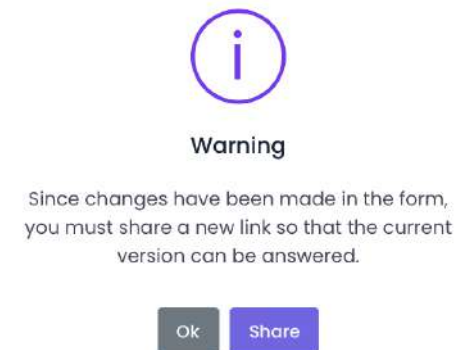 Warning
Since changes have been made in the form,
you must share a new link so that the current
version can be answered.
Ok Share